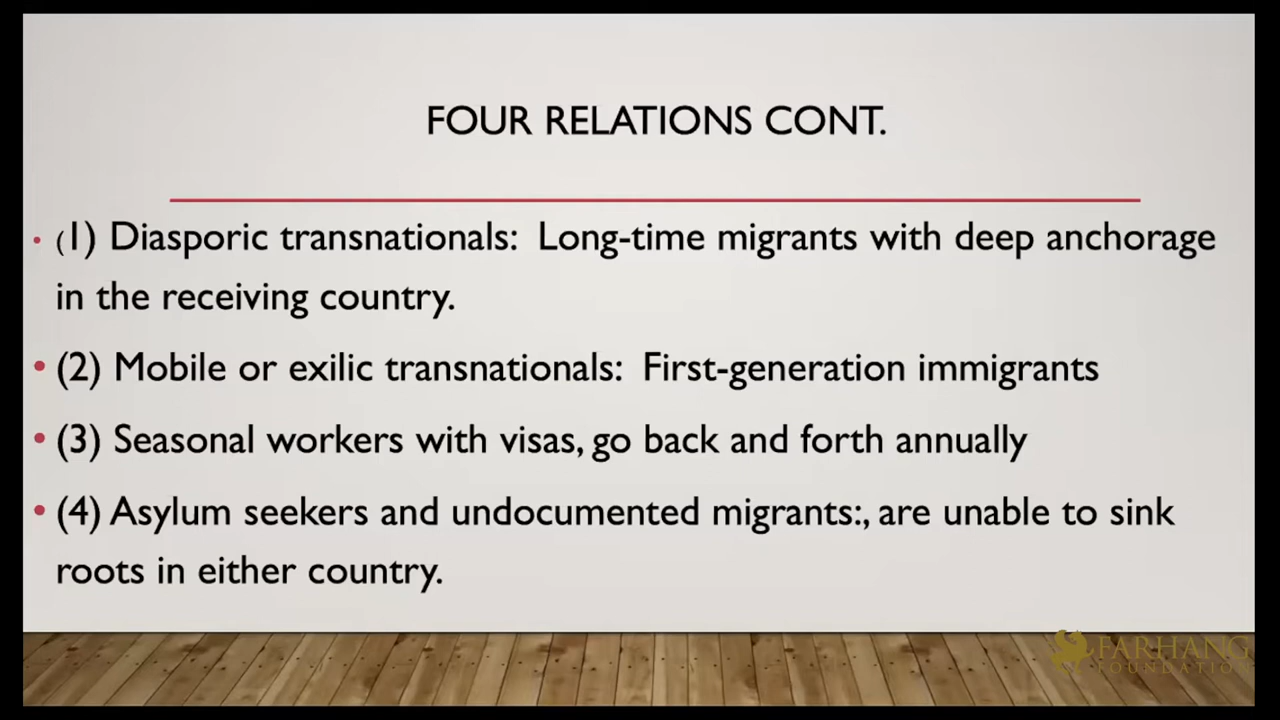 FOUR RELATIONS CONT.
• (1) Diasporic transnationals:  Long-time migrants with deep anchorage
in the receiving country.
• (2) Mobile or exilic transnationals:  First-generation immigrants
• (3) Seasonal workers with visas, go back and forth annually
• (4) Asylum seekers and undocumented migrants:, are unable to sink
roots in either country.
FARHANG
FOUNDATION